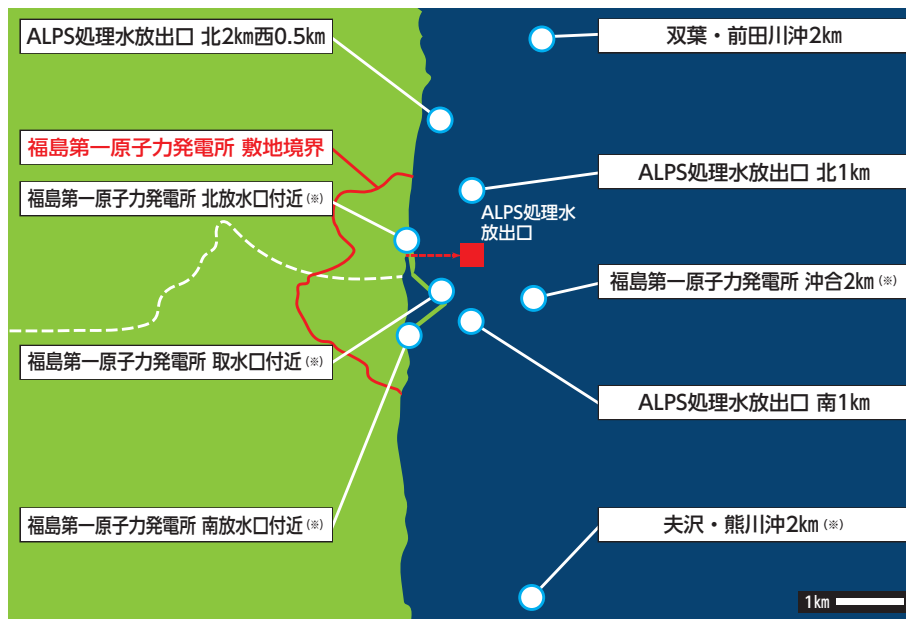 ALPS処理水放出口 北2km西0.5km
福島第一原子力発電所 敷地境界
福島第一原子力発電所 北放水口付近(※)
福島第一原子力発電所 取水口付近(※)
福島第一原子力発電所 南放水口付近(※)
双葉・前田川沖2km
ALPS処理水放出口 北1km
ALPS処理水
放出口
福島第一原子力発電所 沖合2km(※)
ALPS処理水放出口 南1km
夫沢・熊川沖2km(※)
1km